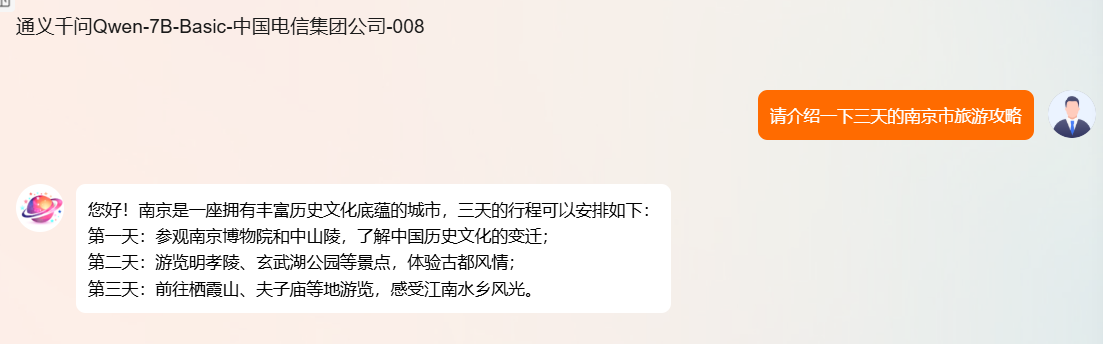 通义千问Qwen-7B-Basic-中国电信集团公司-008
请介绍一下三天的南京市旅游攻略
您好！南京是一座拥有丰富历史文化底蕴的城市，三天的行程可以安排如下：
第一天：参观南京博物院和中山陵，了解中国历史文化的变迁；
第二天：游览明孝陵、玄武湖公园等景点，体验古都风情；
第三天：前往栖霞山、夫子庙等地游览，感受江南水乡风光。